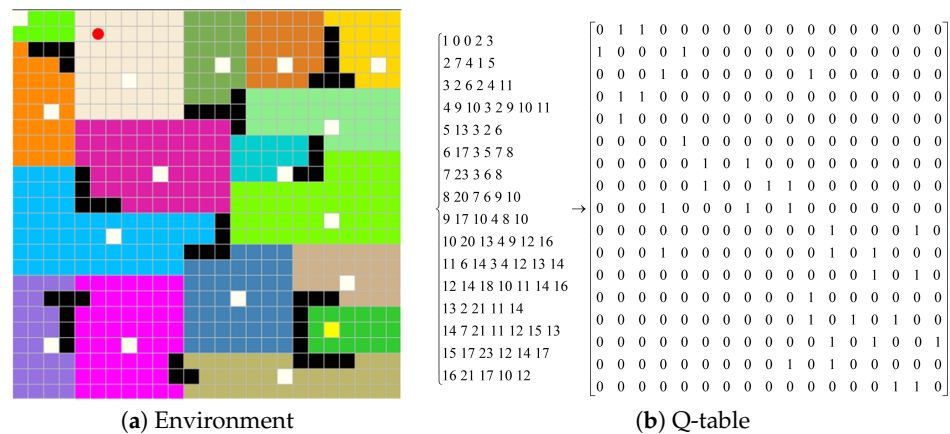 1 0 0 2 3
2 7 4 1 5
3 2 6 2 4 11
4 9 10 3 2 9 10 11
5 13 3 2 6
6 17 3 5 7 8
7 23 3 6 8
8 20 7 6 9 10
9 17 10 4 8 10
10 20 13 4 9 12 16
11 6 14 3 4 12 13 14
12 14 18 10 11 14 16
13 2 21 11 14
14 7 21 11 12 15 13
15 17 23 12 14 17
16 21 17 10 12
→
0 1 1 0 0 0 0 0 0 0 0 0 0 0 0 0 0
1 0 0 0 1 0 0 0 0 0 0 0 0 0 0 0 0
0 0 0 1 0 0 0 0 0 0 1 0 0 0 0 0 0
0 1 1 0 0 0 0 0 0 0 0 0 0 0 0 0 0
0 1 0 0 0 0 0 0 0 0 0 0 0 0 0 0 0
0 0 0 0 1 0 0 0 0 0 0 0 0 0 0 0 0
0 0 0 0 0 1 0 1 0 0 0 0 0 0 0 0 0
0 0 0 0 0 1 0 0 1 1 0 0 0 0 0 0 0
0 0 0 1 0 0 0 1 0 1 0 0 0 0 0 0 0
0 0 0 0 0 0 0 0 0 0 0 1 0 0 0 1 0
0 0 0 1 0 0 0 0 0 0 0 1 0 1 0 0 0
0 0 0 0 0 0 0 0 0 0 0 0 0 1 0 1 0
0 0 0 0 0 0 0 0 0 0 1 0 0 0 0 0 0
0 0 0 0 0 0 0 0 0 0 1 0 1 0 1 0 0
0 0 0 0 0 0 0 0 0 0 0 1 0 1 0 0 1
0 0 0 0 0 0 0 0 0 1 0 1 0 0 0 0 0
0 0 0 0 0 0 0 0 0 0 0 0 0 0 1 1 0
(a) Environment
(b) Q-table